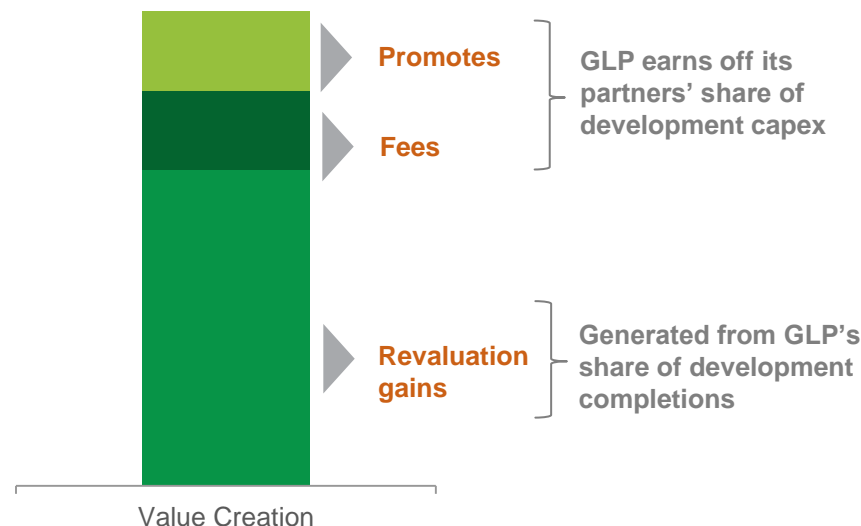 Promotes
Fees
GLP earns off its
partners’ share of
development capex
Revaluation
gains
Generated from GLP’s
share of development
completions
Value Creation